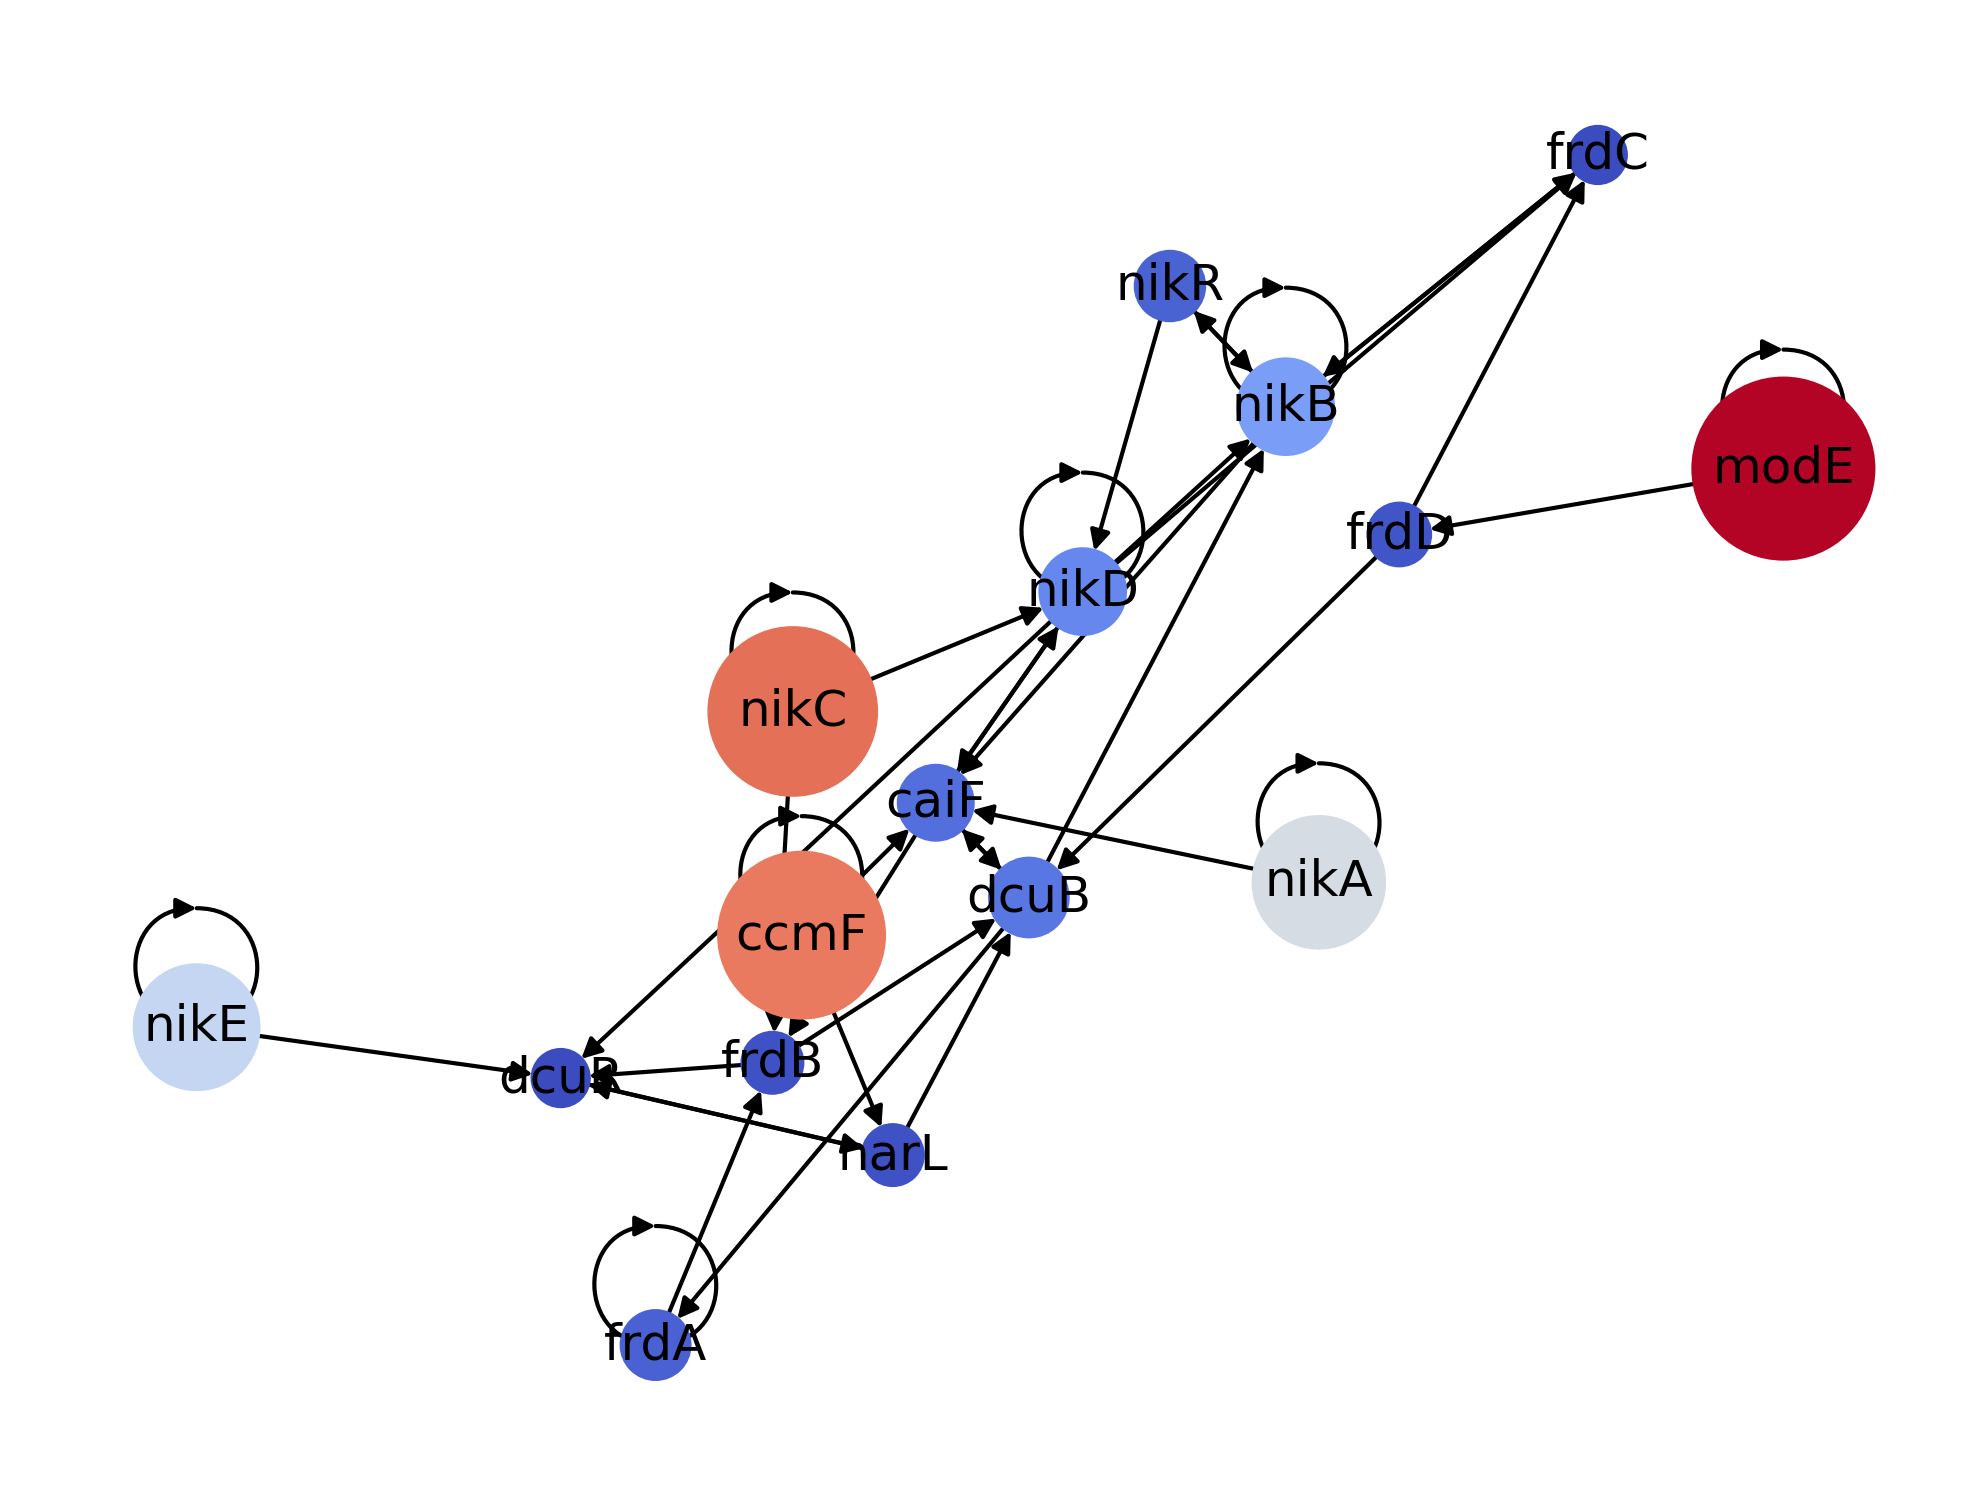 frdC
nikR
nikB
modE
frdD
nikD
nikC
caiF
nikA
dcuB
ccmF
nikE
frdB
dcuR
narL
frdA